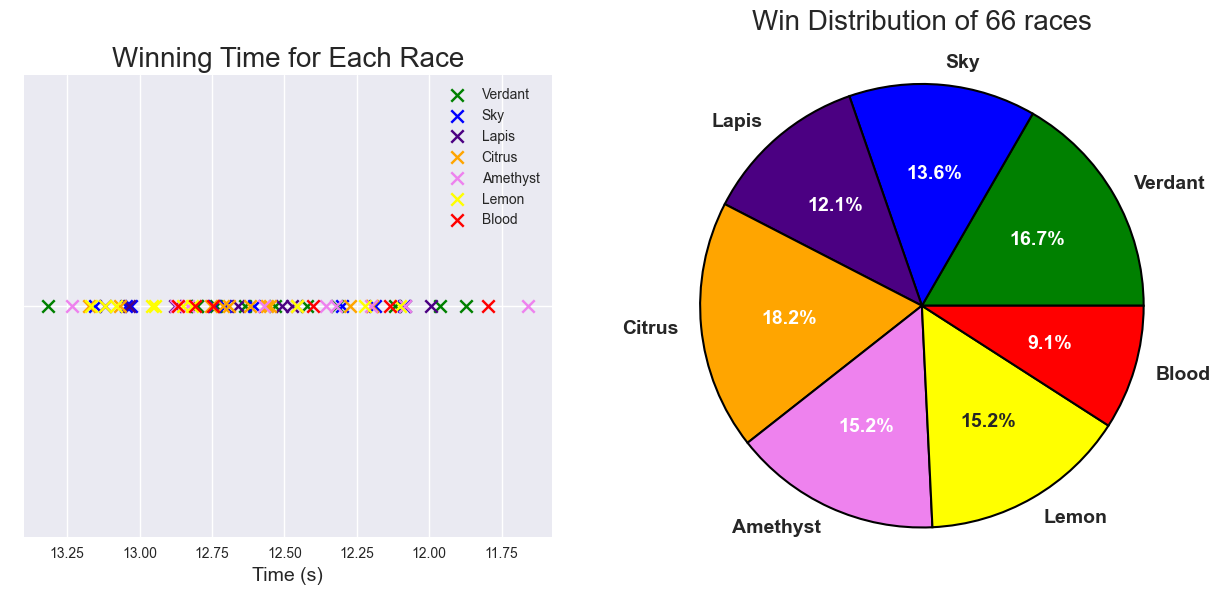 Winning Time for Each Race
Verdant
Sky
Lapis
Citrus
Amethyst
Lemon
Blood
13.25 13.00 12.75 12.50 12.25 12.00 11.75
Time (s)
Win Distribution of 66 races
Sky
Lapis
Verdant
13.6%
12.1%
16.7%
Citrus
18.2%
9.1%
Blood
15.2%
15.2%
Amethyst
Lemon